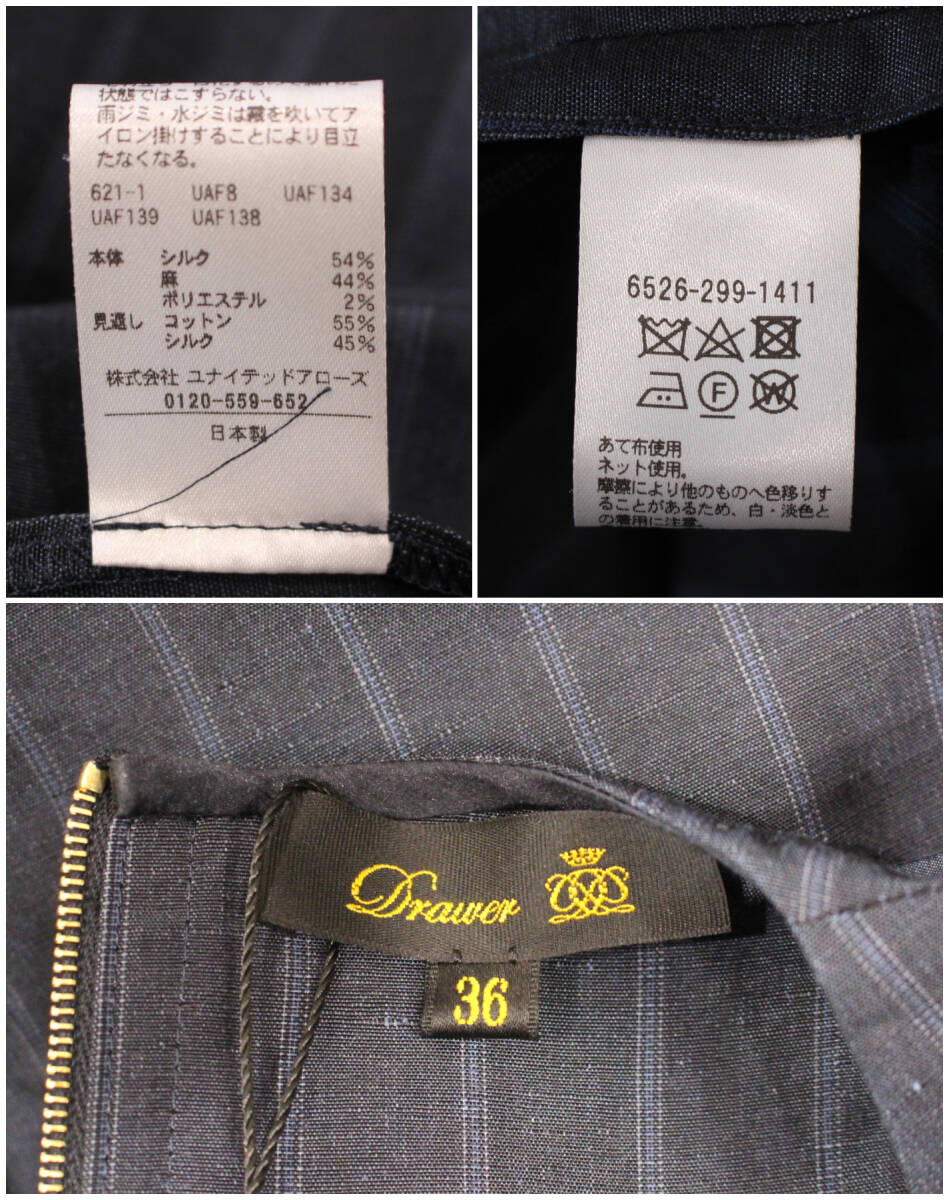 状態ではこすらない。
雨ジミ・水ジミは霧を吹いてア
イロン掛けすることにより目立
たなくなる。
621-1 UAF8 UAF134
UAF139 UAF138
本体 シルク 54%
麻 44%
ポリエステル 2%
見返し コットン 55%
シルク 45%
株式会社 ユナイテッドアローズ
0120-559-652
日本製
6526-299-1411
F W
あて布使用
ネット使用。
摩擦により他のものへ色移りす
ることがあるため、白・淡色と
の着用に注意
Drawer
36